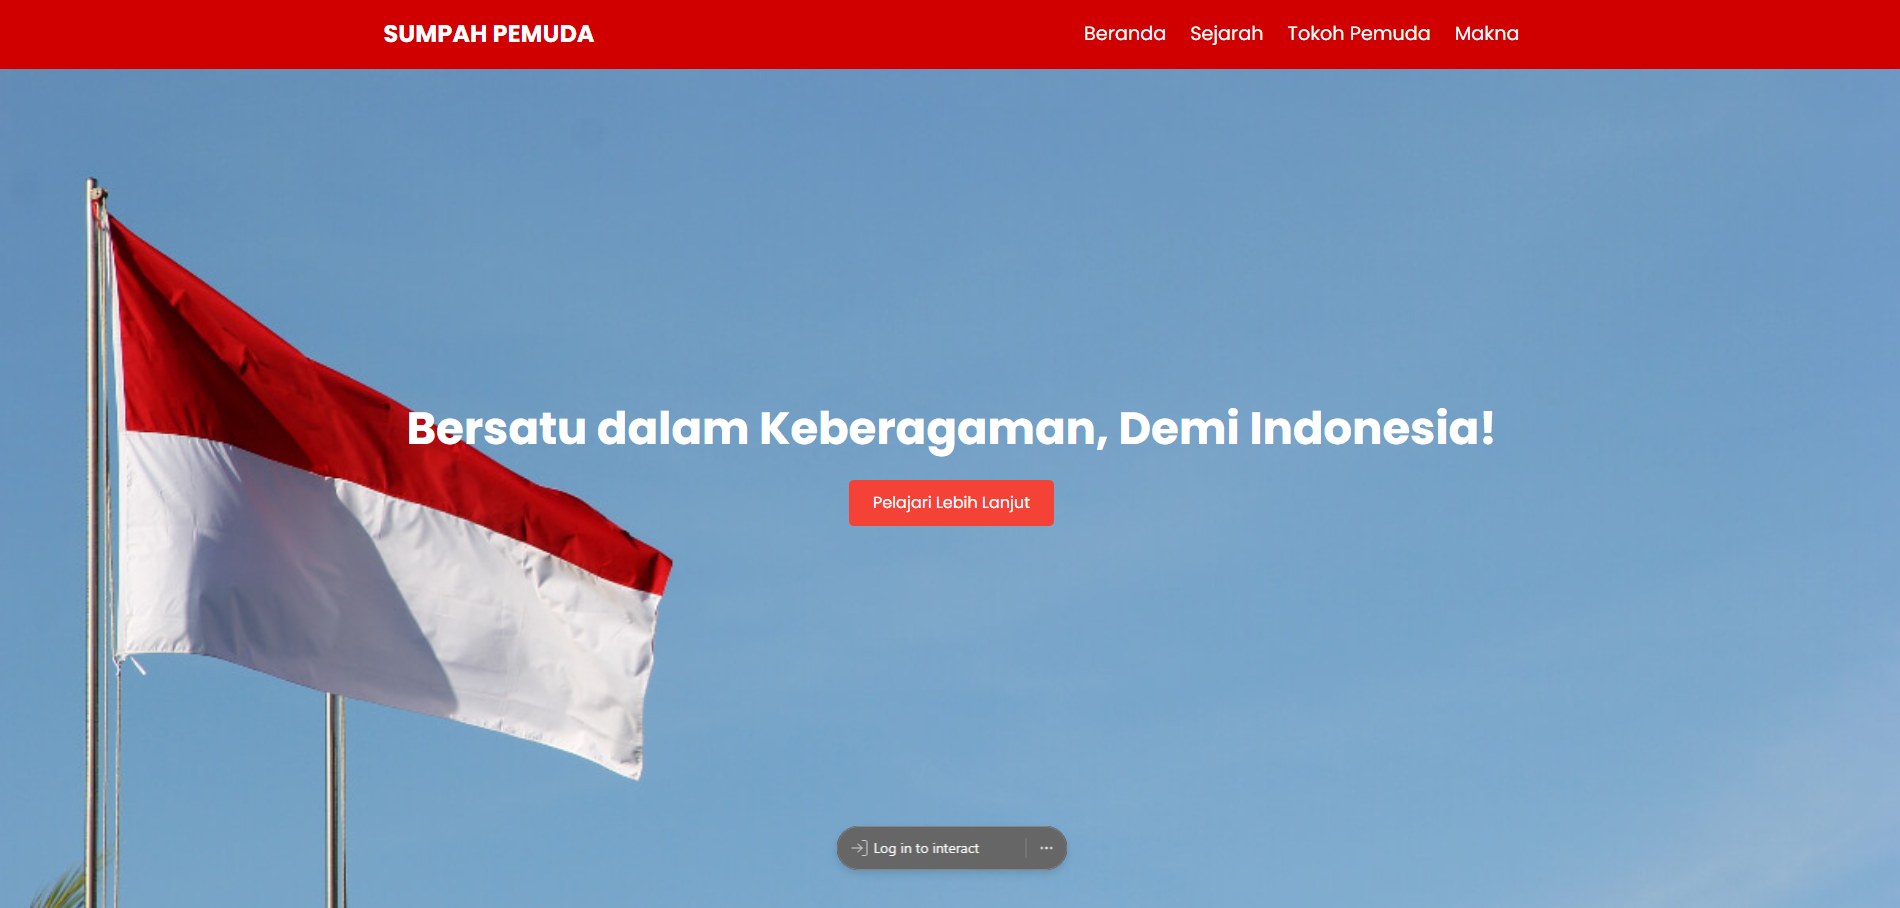 SUMPAH PEMUDA
Beranda Sejarah Tokoh Pemuda Makna
Bersatu dalam Keberagaman, Demi Indonesia!
Pelajari Lebih Lanjut
Log in to interact